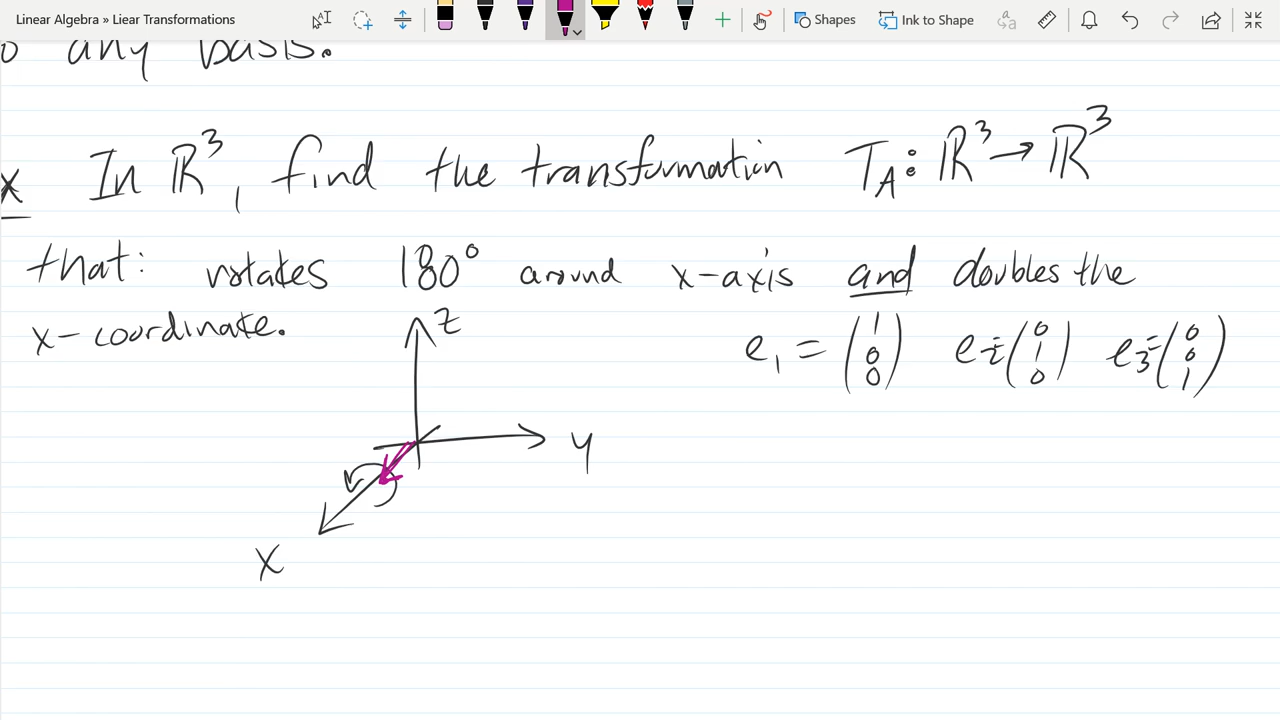 Linear Algebra » Liear Transformations
Shapes
Ink to Shape
any basis.
x In ℝ³, find the transformation T_A: ℝ³ → ℝ³
that: rotates 180° around x-axis and doubles the
x-coordinate.
z
e₁ = (1 0 0) e₂ = (0 1 0) e₃ = (0 0 1)
y
x